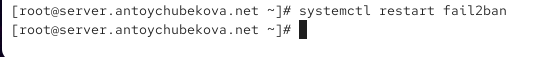 [root@server.antoychubekova.net ~]# systemctl restart fail2ban
[root@server.antoychubekova.net ~]#